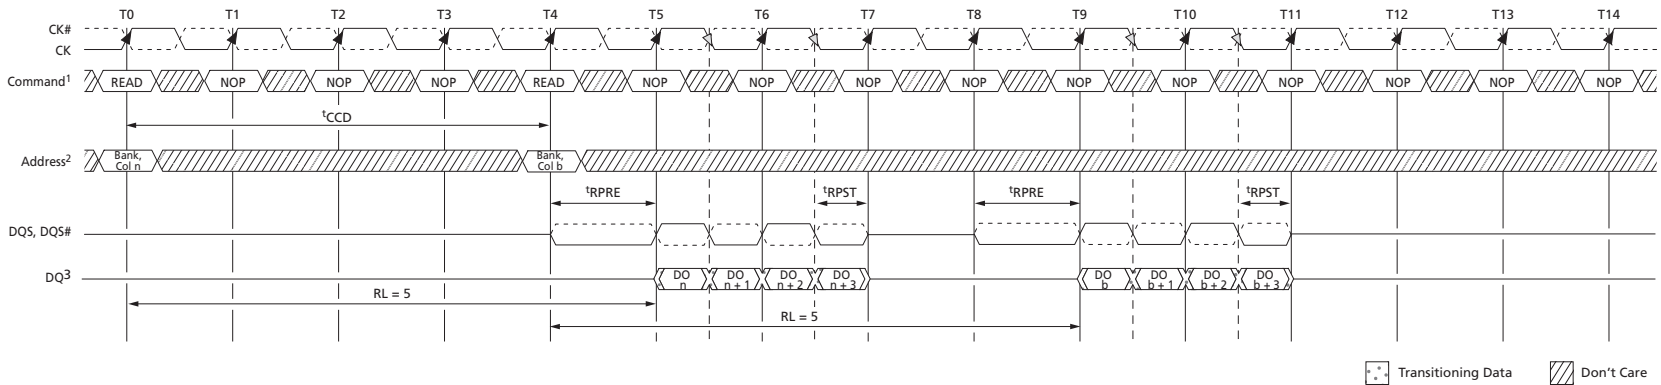 T0 T1 T2 T3 T4 T5 T6 T7 T8 T9 T10 T11 T12 T13 T14
CK#
CK
Command1 READ NOP NOP NOP READ NOP NOP NOP NOP NOP NOP NOP NOP NOP NOP
tCCD
Address2 Bank, Col n Bank, Col b
tRPRE tRPST tRPRE tRPST
DQS, DQS#
DQ3 DO n DO n + 1 DO n + 2 DO n + 3 DO b DO b + 1 DO b + 2 DO b + 3
RL = 5
RL = 5
Transitioning Data Don't Care